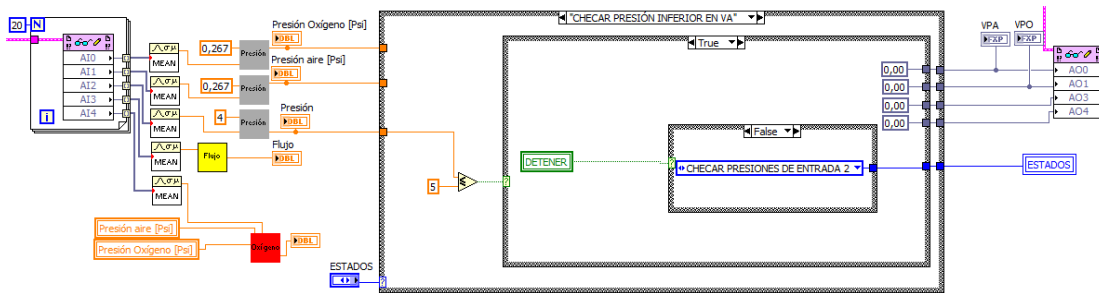 20
N
AI0
AI1
AI2
AI3
AI4
i
MEAN
MEAN
MEAN
MEAN
MEAN
0,267
Presión
Presión Oxígeno [Psi]
DBL
0,267
Presión
Presión aire [Psi]
DBL
4
Presión
Presión
DBL
Flujo
Flujo
DBL
Presión aire [Psi]
Presión Oxígeno [Psi]
Oxígeno
DBL
ESTADOS
5
"CHECAR PRESIÓN INFERIOR EN VA"
True
DETENER
False
CHECAR PRESIONES DE ENTRADA 2
0,00
0,00
0,00
0,00
VPA
FXP
VPO
FXP
AO0
AO1
AO3
AO4
ESTADOS